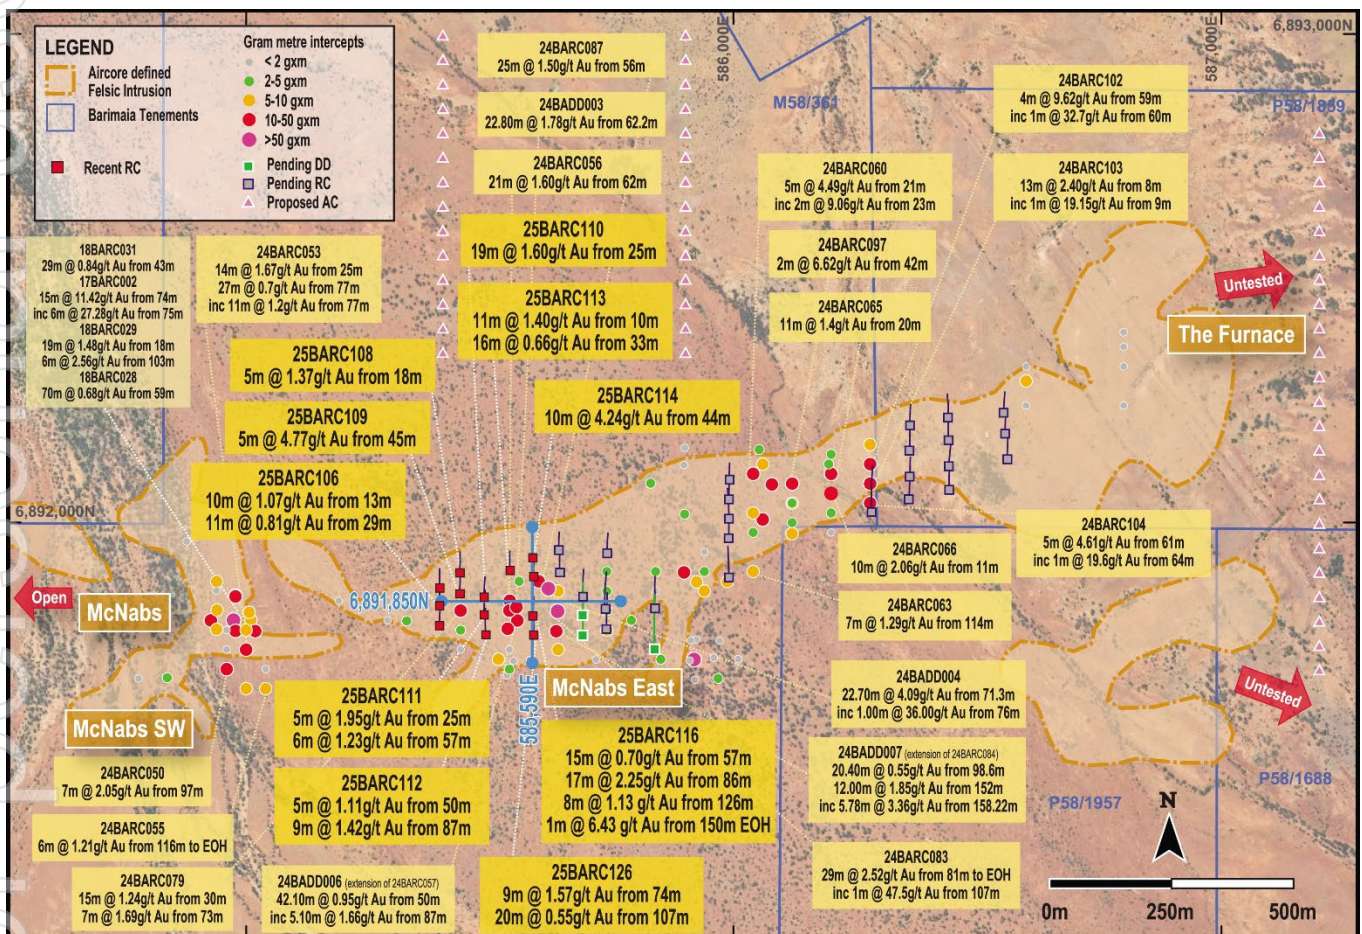 LEGEND
Aircore defined
Felsic Intrusion
Barimaia Tenements
Recent RC
Gram metre intercepts
< 2 gxm
2-5 gxm
5-10 gxm
10-50 gxm
>50 gxm
Pending DD
Pending RC
Proposed AC
24BARC087
25m @ 1.50g/t Au from 56m
24BADD003
22.80m @ 1.78g/t Au from 62.2m
24BARC056
21m @ 1.60g/t Au from 62m
25BARC110
19m @ 1.60g/t Au from 25m
25BARC113
11m @ 1.40g/t Au from 10m
16m @ 0.66g/t Au from 33m
25BARC114
10m @ 4.24g/t Au from 44m
586,000E
587,000E
6,893,000N
M58/361
P58/1859
24BARC102
4m @ 9.62g/t Au from 59m
inc 1m @ 32.7g/t Au from 60m
24BARC060
5m @ 4.49g/t Au from 21m
inc 2m @ 9.06g/t Au from 23m
24BARC103
13m @ 2.40g/t Au from 8m
inc 1m @ 19.15g/t Au from 9m
24BARC097
2m @ 6.62g/t Au from 42m
24BARC065
11m @ 1.4g/t Au from 20m
Untested
The Furnace
18BARC031
29m @ 0.84g/t Au from 43m
17BARC002
15m @ 11.42g/t Au from 74m
inc 6m @ 27.28g/t Au from 75m
18BARC029
19m @ 1.48g/t Au from 18m
6m @ 2.56g/t Au from 103m
18BARC028
70m @ 0.68g/t Au from 59m
24BARC053
14m @ 1.67g/t Au from 25m
27m @ 0.7g/t Au from 77m
inc 11m @ 1.2g/t Au from 77m
25BARC108
5m @ 1.37g/t Au from 18m
25BARC109
5m @ 4.77g/t Au from 45m
25BARC106
10m @ 1.07g/t Au from 13m
11m @ 0.81g/t Au from 29m
6,892,000N
6,891,850N
585,590E
Open
McNabs
McNabs SW
McNabs East
24BARC104
5m @ 4.61g/t Au from 61m
inc 1m @ 19.6g/t Au from 64m
24BARC066
10m @ 2.06g/t Au from 11m
24BARC063
7m @ 1.29g/t Au from 114m
24BADD004
22.70m @ 4.09g/t Au from 71.3m
inc 1.00m @ 36.00g/t Au from 76m
Untested
24BADD007 (extension of 24BARC084)
20.40m @ 0.55g/t Au from 98.6m
12.00m @ 1.85g/t Au from 152m
inc 5.78m @ 3.36g/t Au from 158.22m
24BARC083
29m @ 2.52g/t Au from 81m to EOH
inc 1m @ 47.5g/t Au from 107m
25BARC111
5m @ 1.95g/t Au from 25m
6m @ 1.23g/t Au from 57m
25BARC112
5m @ 1.11g/t Au from 50m
9m @ 1.42g/t Au from 87m
25BARC116
15m @ 0.70g/t Au from 57m
17m @ 2.25g/t Au from 86m
8m @ 1.13 g/t Au from 126m
1m @ 6.43 g/t Au from 150m EOH
25BARC126
9m @ 1.57g/t Au from 74m
20m @ 0.55g/t Au from 107m
24BARC050
7m @ 2.05g/t Au from 97m
24BARC055
6m @ 1.21g/t Au from 116m to EOH
24BARC079
15m @ 1.24g/t Au from 30m
7m @ 1.69g/t Au from 73m
24BADD006 (extension of 24BARC057)
42.10m @ 0.95g/t Au from 50m
inc 5.10m @ 1.66g/t Au from 87m
P58/1957
P58/1688
N
0m
250m
500m